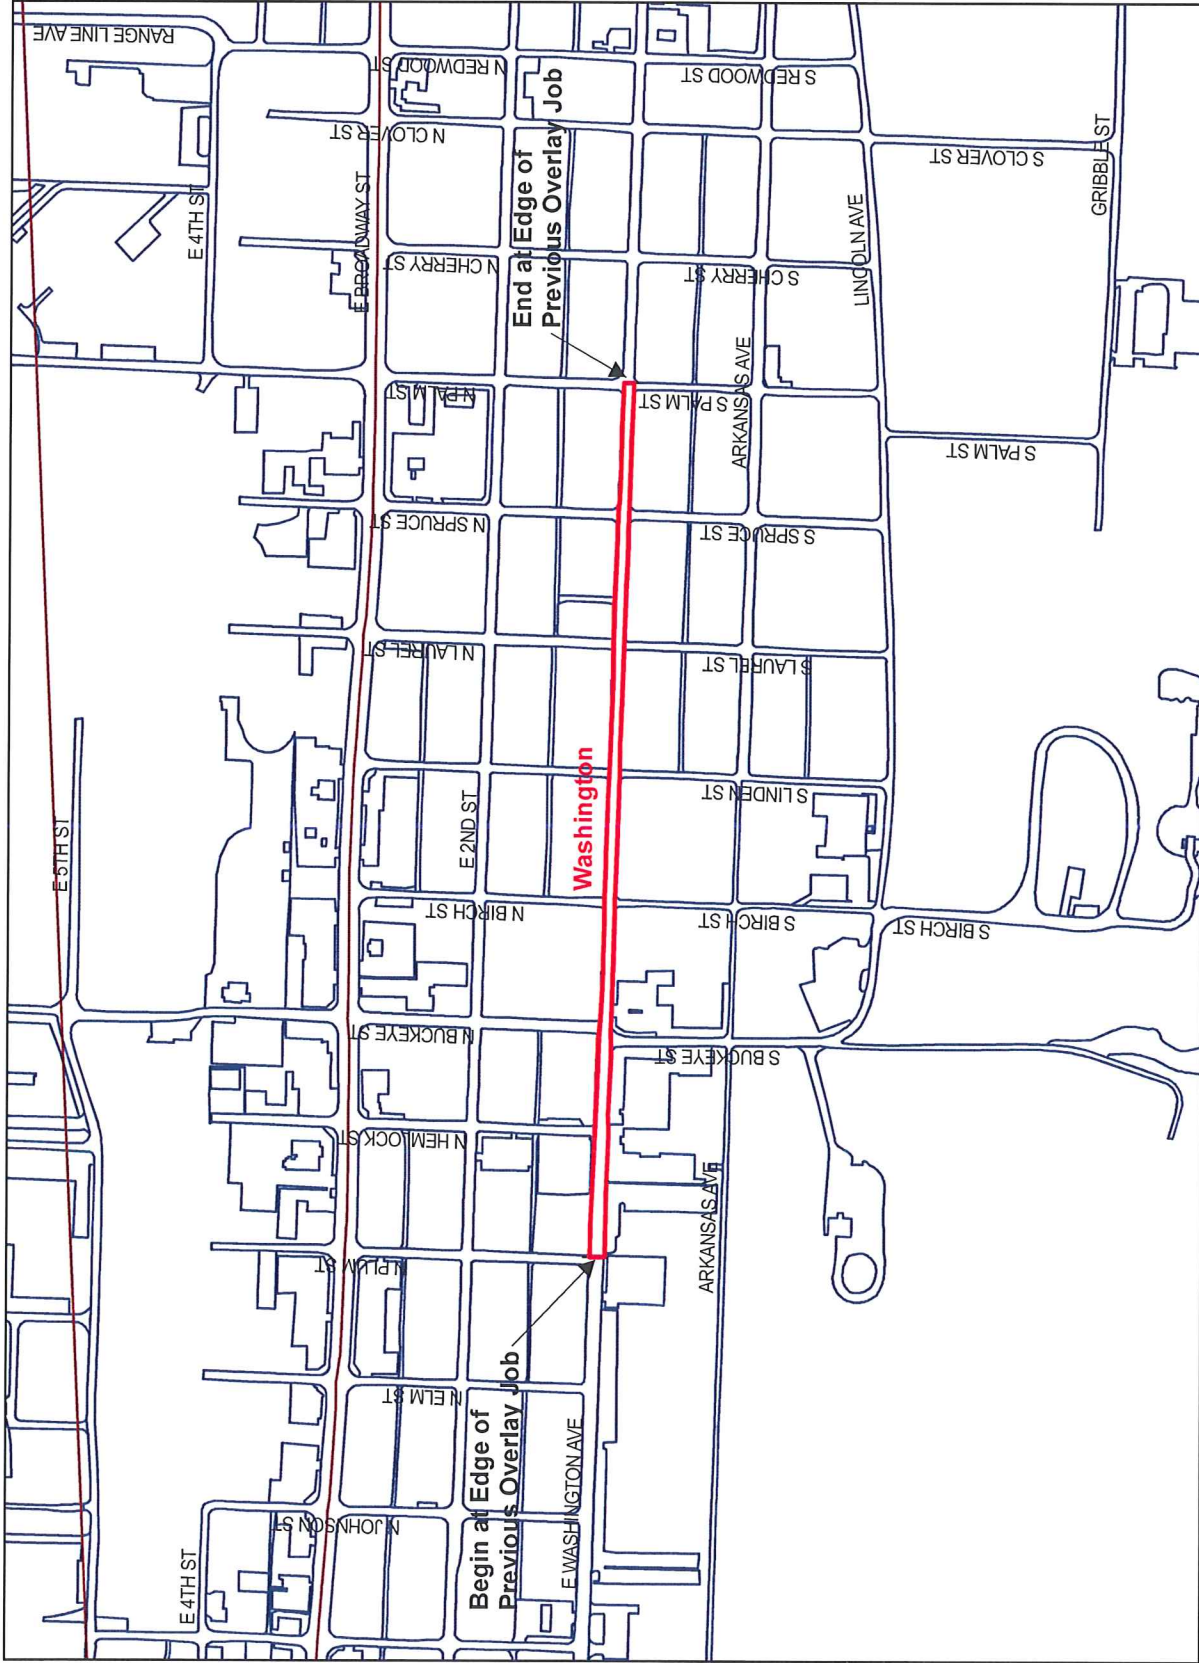 E 5TH ST
RANGE LINE AVE
E 4TH ST
E 4TH ST
E BROADWAY ST
N JOHNSON ST
N ELM ST
N PLUM ST
N HEMLOCK ST
N BUCKEYE ST
N BIRCH ST
N LAUREL ST
N SPRUCE ST
N PALM ST
N CHERRY ST
N CLOVER ST
N REDWOOD ST
E 2ND ST
Begin at Edge of
Previous Overlay Job
End at Edge of
Previous Overlay Job
E WASHINGTON AVE
Washington
S BUCKEYE ST
S BIRCH ST
S LINDEN ST
S LAUREL ST
S SPRUCE ST
S PALM ST
S CHERRY ST
S REDWOOD ST
ARKANSAS AVE
ARKANSAS AVE
LINCOLN AVE
S BIRCH ST
S PALM ST
S CLOVER ST
GRIBBLE ST